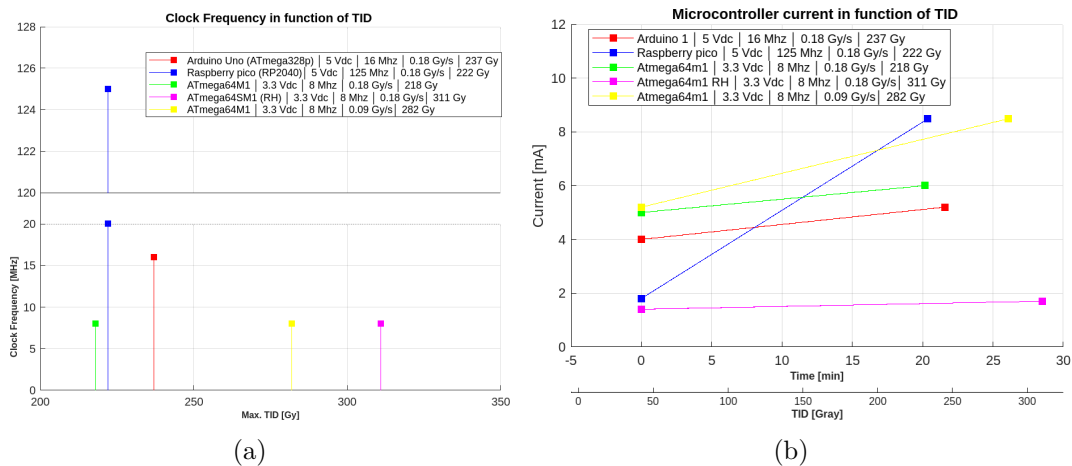 Clock Frequency in function of TID
128
126
124
122
120
20
15
10
5
0
Clock Frequency [MHz]
Arduino Uno (ATmega328p) | 5 Vdc | 16 Mhz | 0.18 Gy/s | 237 Gy
Raspberry pico (RP2040)| 5 Vdc | 125 Mhz | 0.18 Gy/s | 222 Gy
ATmega64M1 | 3.3 Vdc | 8 Mhz | 0.18 Gy/s | 218 Gy
ATmega64SM1 (RH) | 3.3 Vdc | 8 Mhz | 0.18 Gy/s| 311 Gy
ATmega64M1 | 3.3 Vdc | 8 Mhz | 0.09 Gy/s | 282 Gy
200 250 300 350
Max. TID [Gy]
(a)
Microcontroller current in function of TID
12
10
8
6
4
2
0
Current [mA]
Arduino 1 | 5 Vdc | 16 Mhz | 0.18 Gy/s | 237 Gy
Raspberry pico | 5 Vdc | 125 Mhz | 0.18 Gy/s | 222 Gy
Atmega64m1 | 3.3 Vdc | 8 Mhz | 0.18 Gy/s | 218 Gy
Atmega64m1 RH | 3.3 Vdc | 8 Mhz | 0.18 Gy/s | 311 Gy
Atmega64m1 | 3.3 Vdc | 8 Mhz | 0.09 Gy/s | 282 Gy
-5 0 5 10 15 20 25 30
Time [min]
0 50 100 150 200 250 300
TID [Gray]
(b)